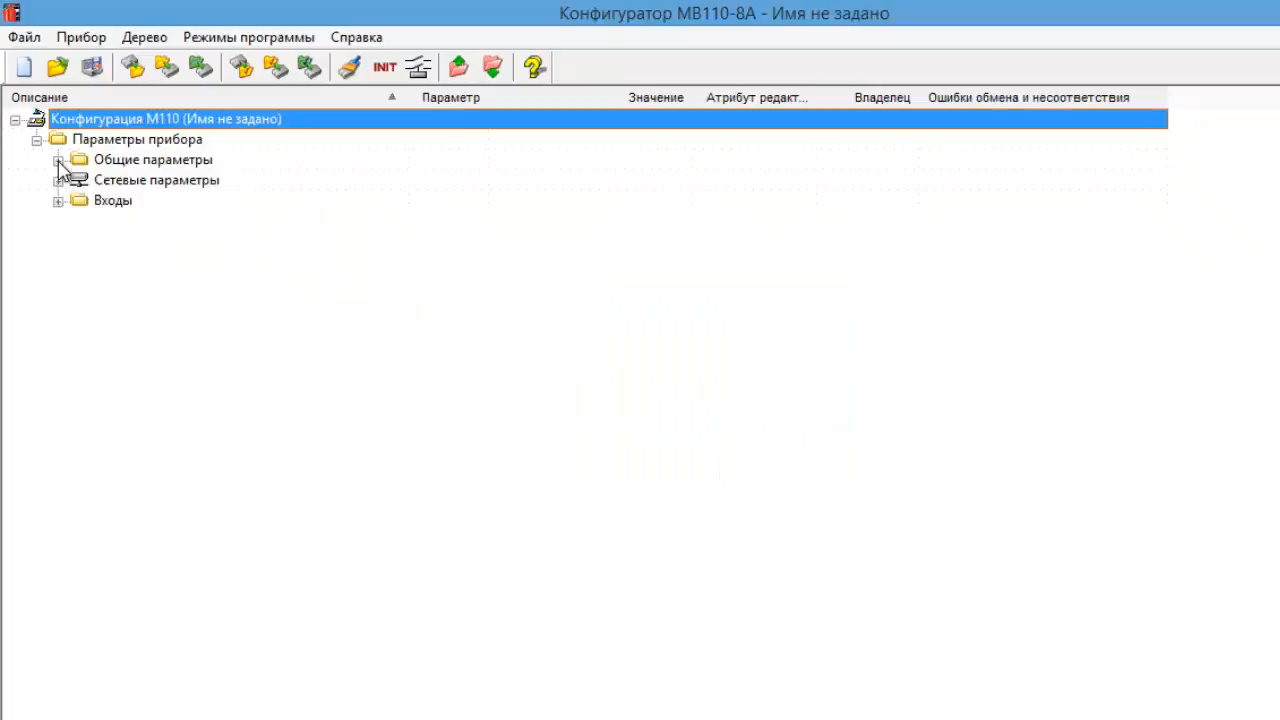 Конфигуратор МВ110-8А - Имя не задано
Файл Прибор Дерево Режимы программы Справка
INIT
Описание Параметр Значение Атрибут редакт... Владелец Ошибки обмена и несоответствия
Конфигурация М110 (Имя не задано)
Параметры прибора
Общие параметры
Сетевые параметры
Входы